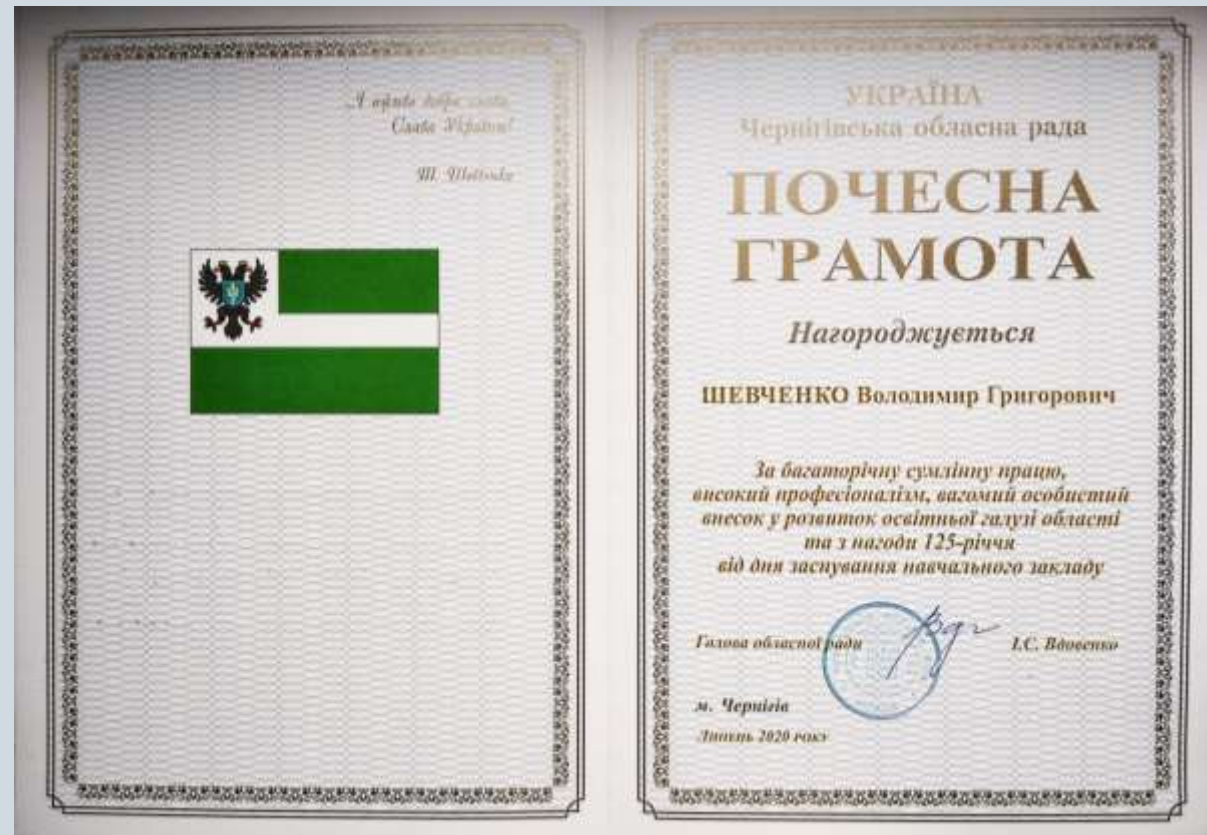 Слава Україні!
УКРАЇНА
Чернігівська обласна рада
ПОЧЕСНА
ГРАМОТА
Нагороджується
ШЕВЧЕНКО Володимир Григорович
За багаторічну сумлінну працю,
високий професіоналізм, вагомий особистий
внесок у розвиток освітньої галузі області
та з нагоди 125-річчя
від дня заснування навчального закладу
Голова обласної ради І.С. Вдовенко
м. Чернігів
Липень 2020 року